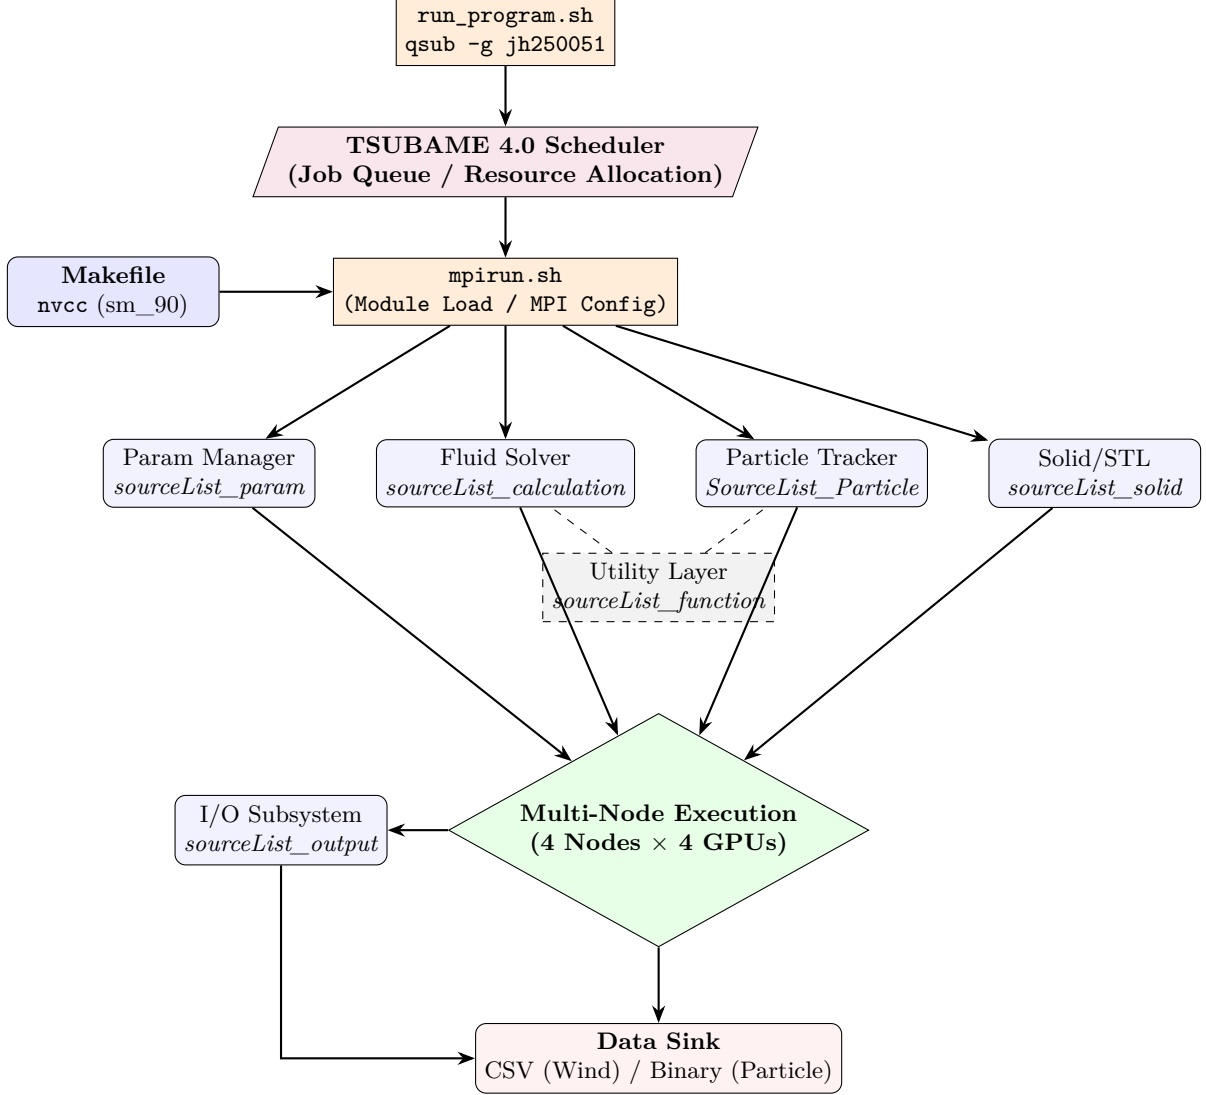 run_program.sh
qsub -g jh250051
TSUBAME 4.0 Scheduler
(Job Queue / Resource Allocation)
Makefile
nvcc (sm_90)
mpirun.sh
(Module Load / MPI Config)
Param Manager
sourceList_param
Fluid Solver
sourceList_calculation
Particle Tracker
SourceList_Particle
Solid/STL
sourceList_solid
Utility Layer
sourceList_function
I/O Subsystem
sourceList_output
Multi-Node Execution
(4 Nodes × 4 GPUs)
Data Sink
CSV (Wind) / Binary (Particle)